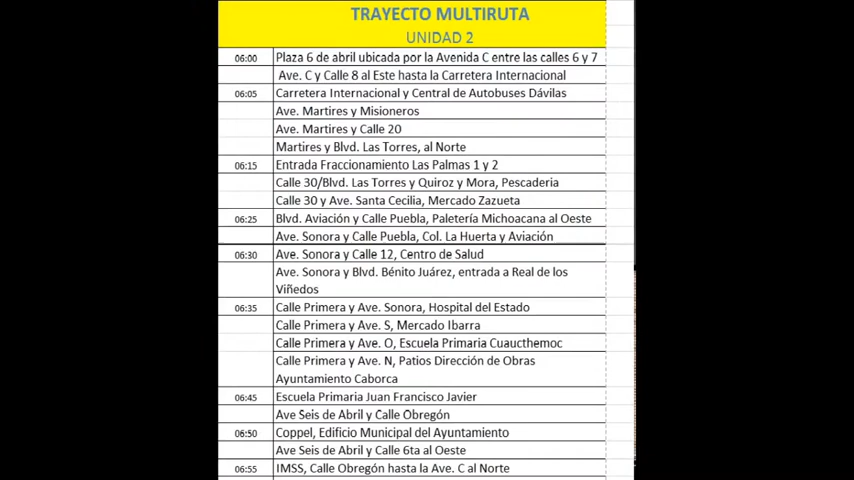 TRAYECTO MULTIRUTA
UNIDAD 2
06:00 Plaza 6 de abril ubicada por la Avenida C entre las calles 6 y 7
Ave. C y Calle 8 al Este hasta la Carretera Internacional
06:05 Carretera Internacional y Central de Autobuses Dávilas
Ave. Martires y Misioneros
Ave. Martires y Calle 20
Martires y Blvd. Las Torres, al Norte
06:15 Entrada Fraccionamiento Las Palmas 1 y 2
Calle 30/Blvd. Las Torres y Quiroz y Mora, Pescaderia
Calle 30 y Ave. Santa Cecilia, Mercado Zazueta
06:25 Blvd. Aviación y Calle Puebla, Paletería Michoacana al Oeste
Ave. Sonora y Calle Puebla, Col. La Huerta y Aviación
06:30 Ave. Sonora y Calle 12, Centro de Salud
Ave. Sonora y Blvd. Bénito Juárez, entrada a Real de los
Viñedos
06:35 Calle Primera y Ave. Sonora, Hospital del Estado
Calle Primera y Ave. S, Mercado Ibarra
Calle Primera y Ave. O, Escuela Primaria Cuaucthemoc
Calle Primera y Ave. N, Patios Dirección de Obras
Ayuntamiento Caborca
06:45 Escuela Primaria Juan Francisco Javier
Ave Seis de Abril y Calle Obregón
06:50 Coppel, Edificio Municipal del Ayuntamiento
Ave Seis de Abril y Calle 6ta al Oeste
06:55 IMSS, Calle Obregón hasta la Ave. C al Norte